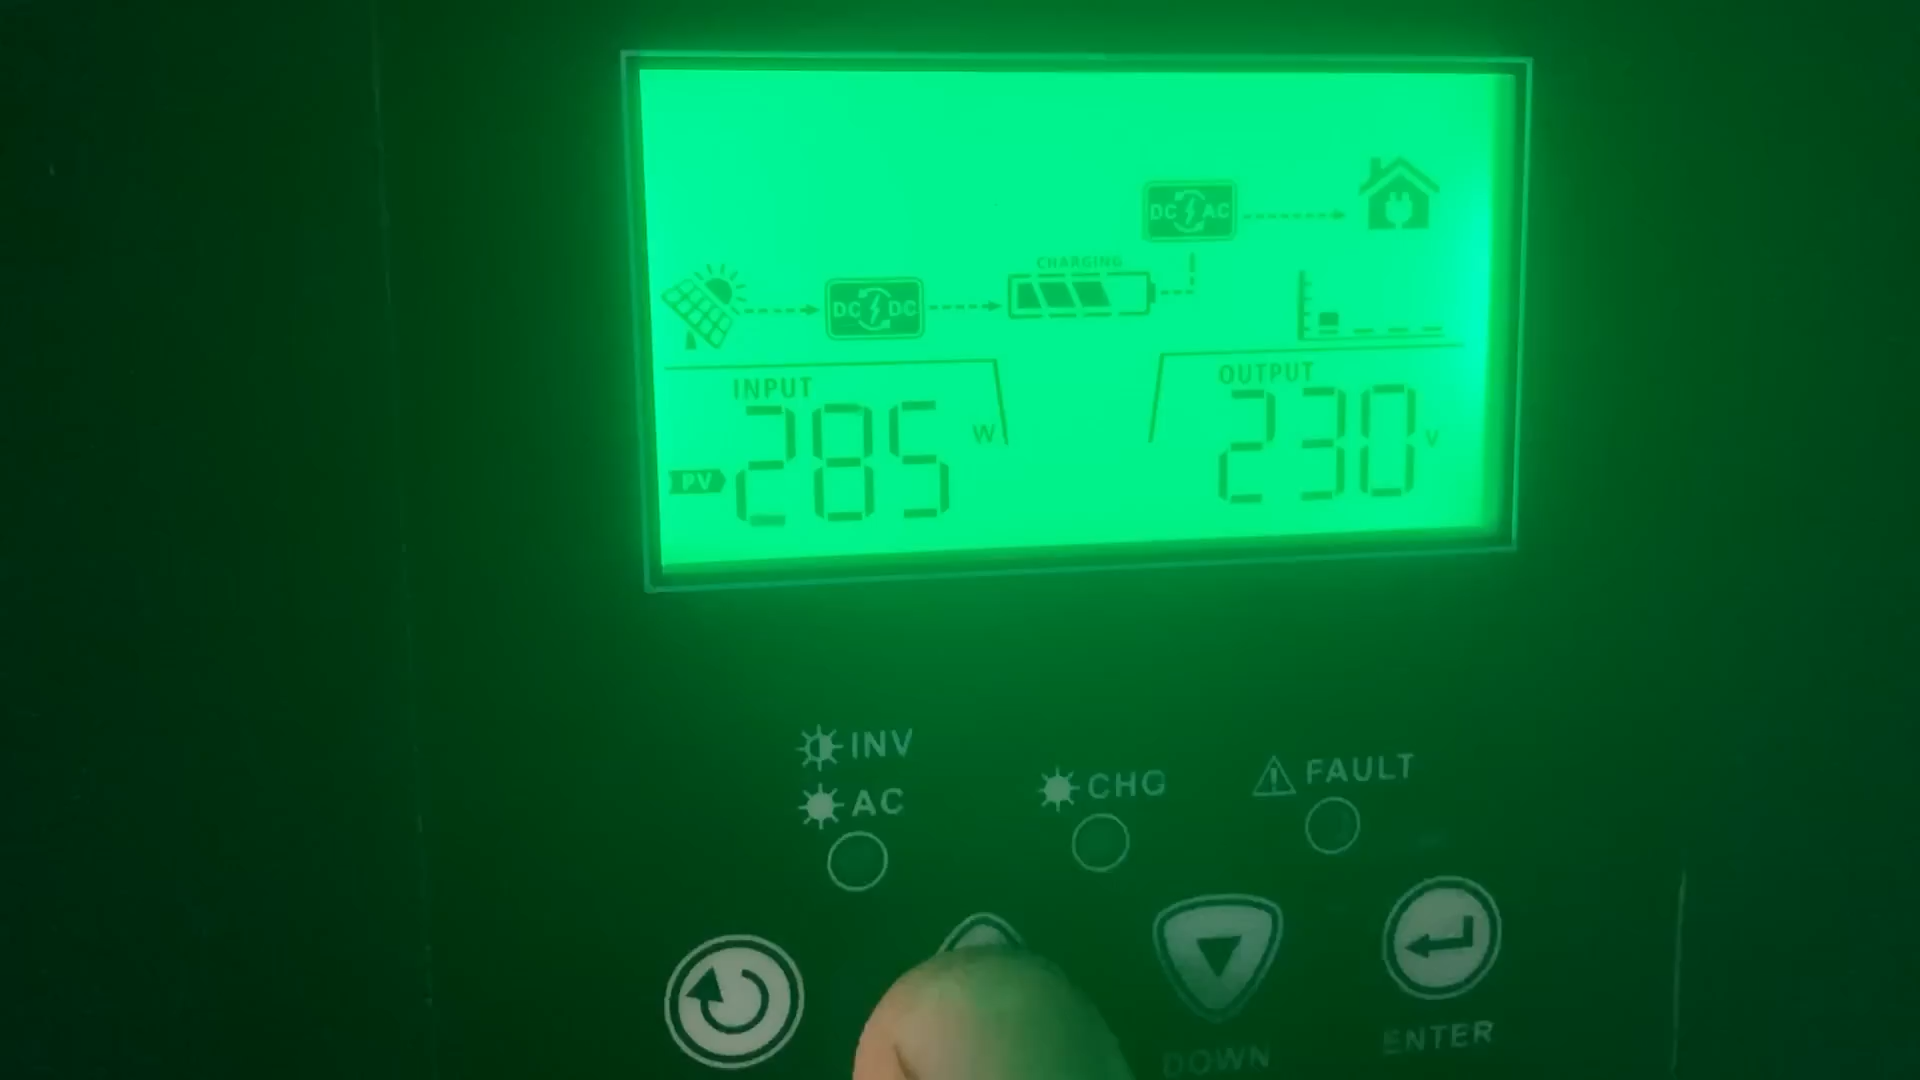 DC AC
CHARGING
DC DC
INPUT
OUTPUT
285 W
230 V
PV
INV
AC
CHG
FAULT
DOWN
ENTER